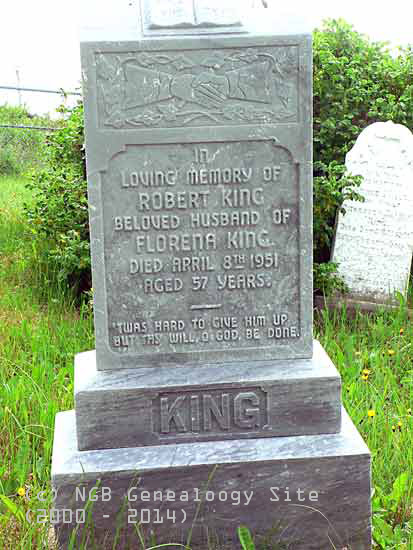 IN
LOVING MEMORY OF
ROBERT KING
BELOVED HUSBAND OF
FLORENA KING
DIED APRIL 8TH 1951
AGED 57 YEARS.
'TWAS HARD TO GIVE HIM UP
BUT THY WILL, O GOD, BE DONE.
KING
(c) NGB Genealoogy Site
(2000 - 2014)